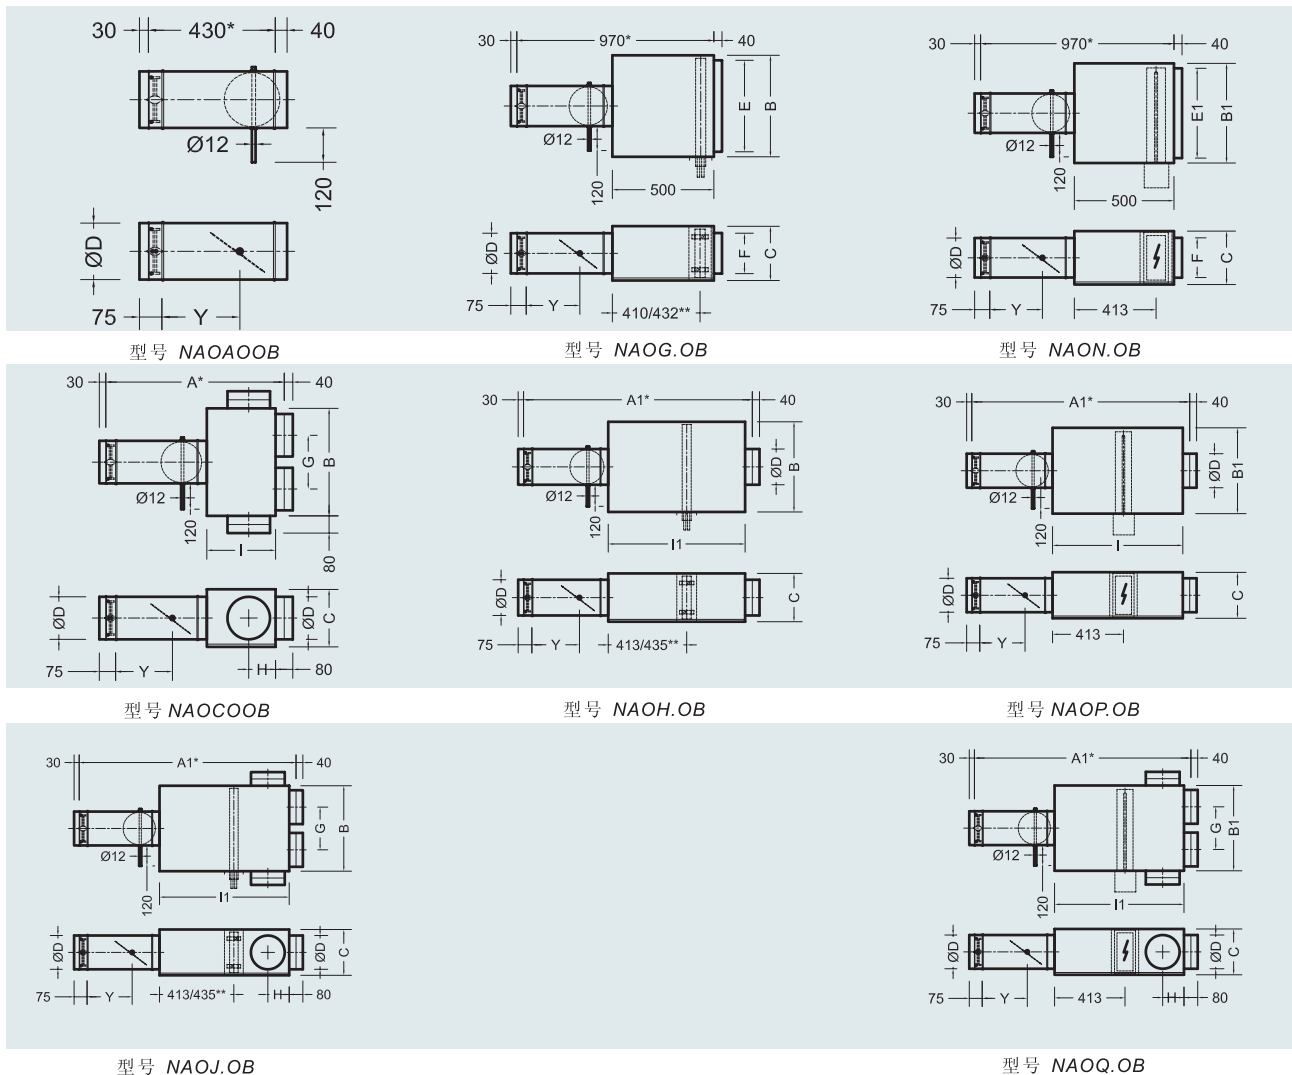 30 430* 40
Ø12
120
ØD
75 Y
型号 NAOAOOB
30 970* 40
E B
Ø12
120
500
ØD F C
75 Y 410/432**
型号 NAOG.OB
30 970* 40
E1 B1
Ø12
120
500
ØD F C
75 Y 413
型号 NAON.OB
30 A* 40
G B
Ø12
120 I 80
ØD ØD C
75 Y H 80
型号 NAOCOOB
30 A1* 40
ØD B
Ø12
120
I1
ØD C
75 Y 413/435**
型号 NAOH.OB
30 A1* 40
ØD B1
Ø12
120
I
ØD C
75 Y 413
型号 NAOP.OB
30 A1* 40
G B
Ø12
120
I1
ØD ØD C
75 Y 413/435** H 80
型号 NAOJ.OB
30 A1* 40
G B1
Ø12
120
I1
ØD ØD C
75 Y 413 H 80
型号 NAOQ.OB